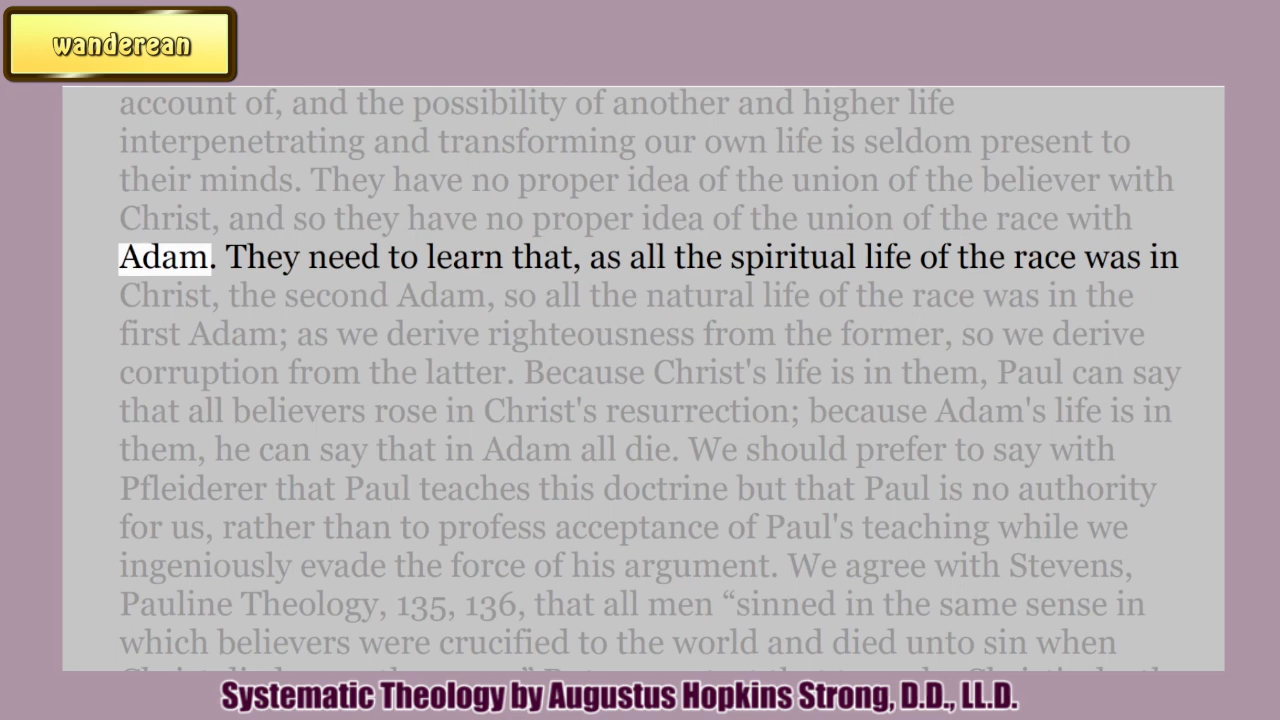 wanderean
account of, and the possibility of another and higher life
interpenetrating and transforming our own life is seldom present to
their minds. They have no proper idea of the union of the believer with
Christ, and so they have no proper idea of the union of the race with
Adam. They need to learn that, as all the spiritual life of the race was in
Christ, the second Adam, so all the natural life of the race was in the
first Adam; as we derive righteousness from the former, so we derive
corruption from the latter. Because Christ's life is in them, Paul can say
that all believers rose in Christ's resurrection; because Adam's life is in
them, he can say that in Adam all die. We should prefer to say with
Pfleiderer that Paul teaches this doctrine but that Paul is no authority
for us, rather than to profess acceptance of Paul's teaching while we
ingeniously evade the force of his argument. We agree with Stevens,
Pauline Theology, 135, 136, that all men “sinned in the same sense in
which believers were crucified to the world and died unto sin when
Systematic Theology by Augustus Hopkins Strong, D.D., LL.D.